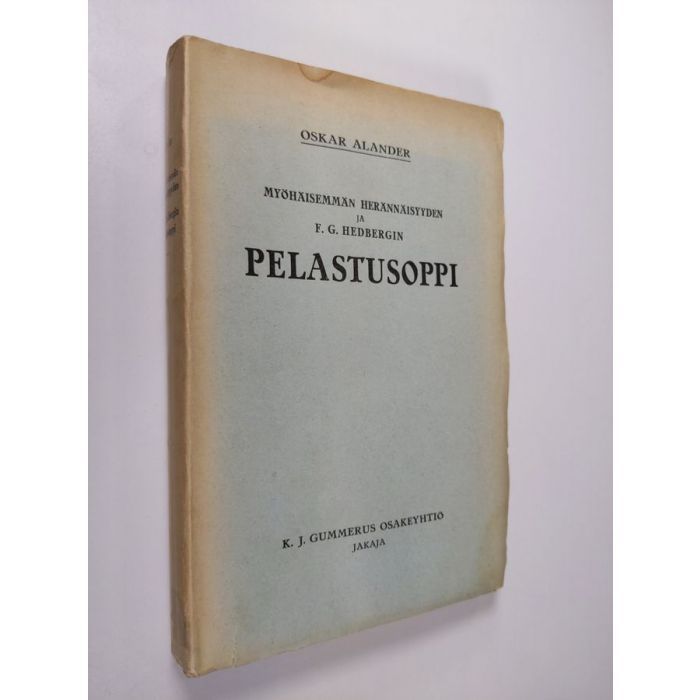 OSKAR ALANDER
MYÖHÄISEMMÄN HERÄNNÄISYYDEN
JA
F. G. HEDBERGIN
PELASTUSOPPI
K. J. GUMMERUS OSAKEYHTIÖ
JAKAJA